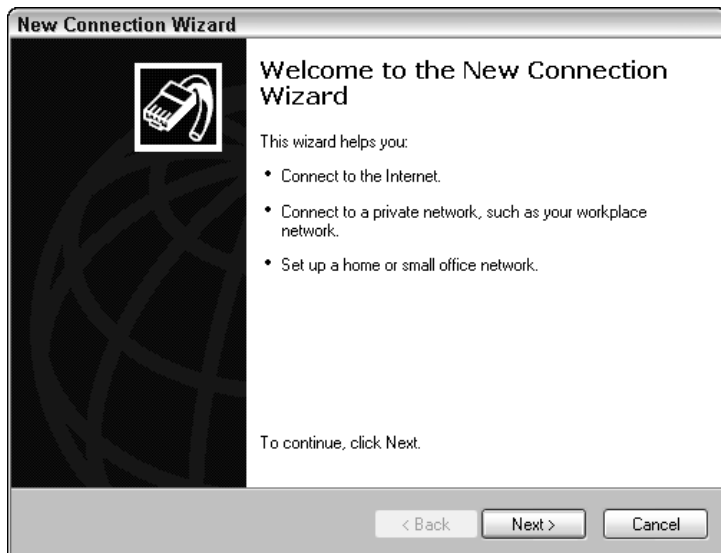 New Connection Wizard
Welcome to the New Connection
Wizard
This wizard helps you:
• Connect to the Internet.
• Connect to a private network, such as your workplace
network.
• Set up a home or small office network.
To continue, click Next.
< Back Next > Cancel